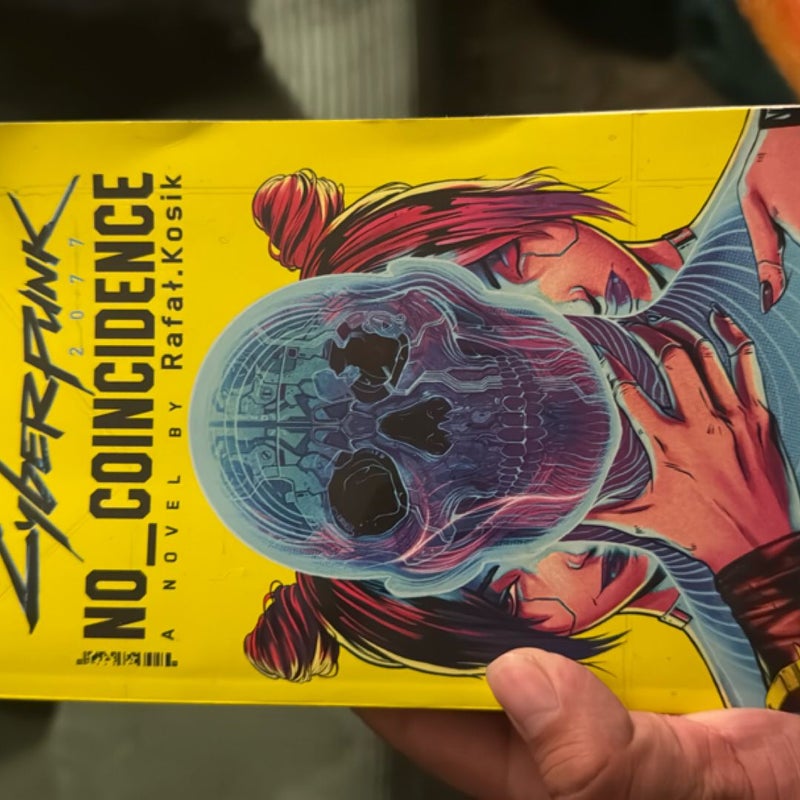 Cyberpunk
2077
NO_COINCIDENCE
A NOVEL BY Rafał.Kosik